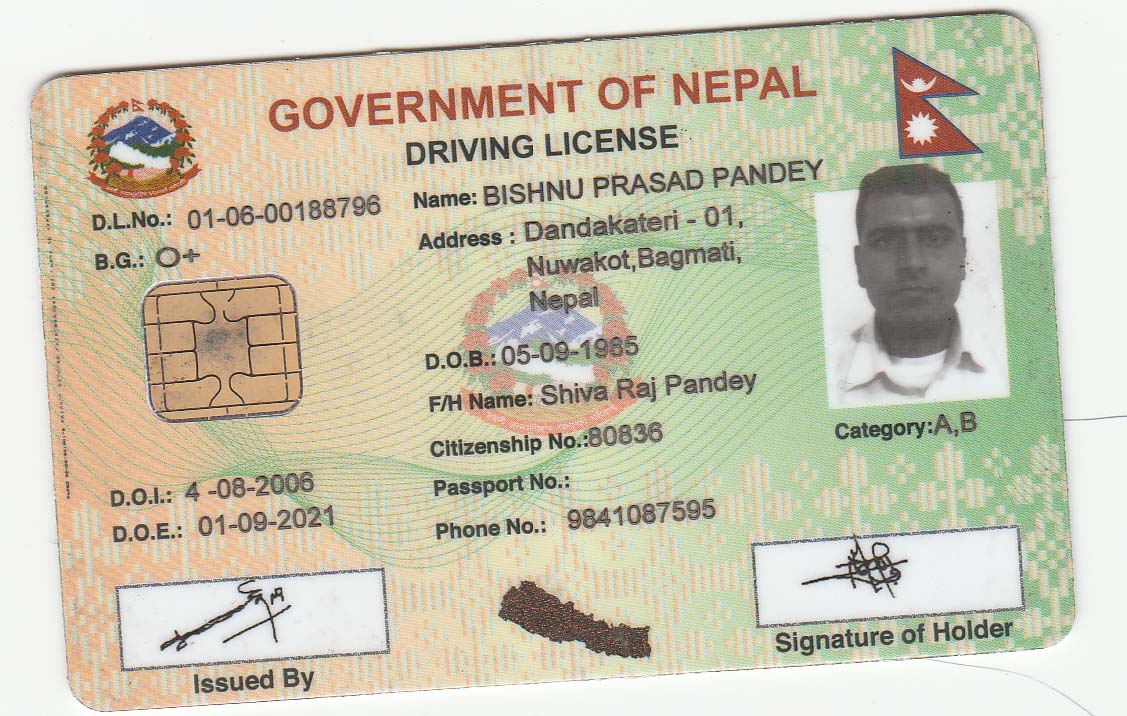 GOVERNMENT OF NEPAL
DRIVING LICENSE
D.L.No.: 01-06-00188796
B.G.: O+
Name: BISHNU PRASAD PANDEY
Address : Dandakateri - 01,
Nuwakot,Bagmati,
Nepal
D.O.B.: 05-09-1985
F/H Name: Shiva Raj Pandey
Citizenship No.:80836
Passport No.:
Phone No.: 9841087595
Category:A,B
D.O.I.: 4 -08-2006
D.O.E.: 01-09-2021
Issued By
Signature of Holder